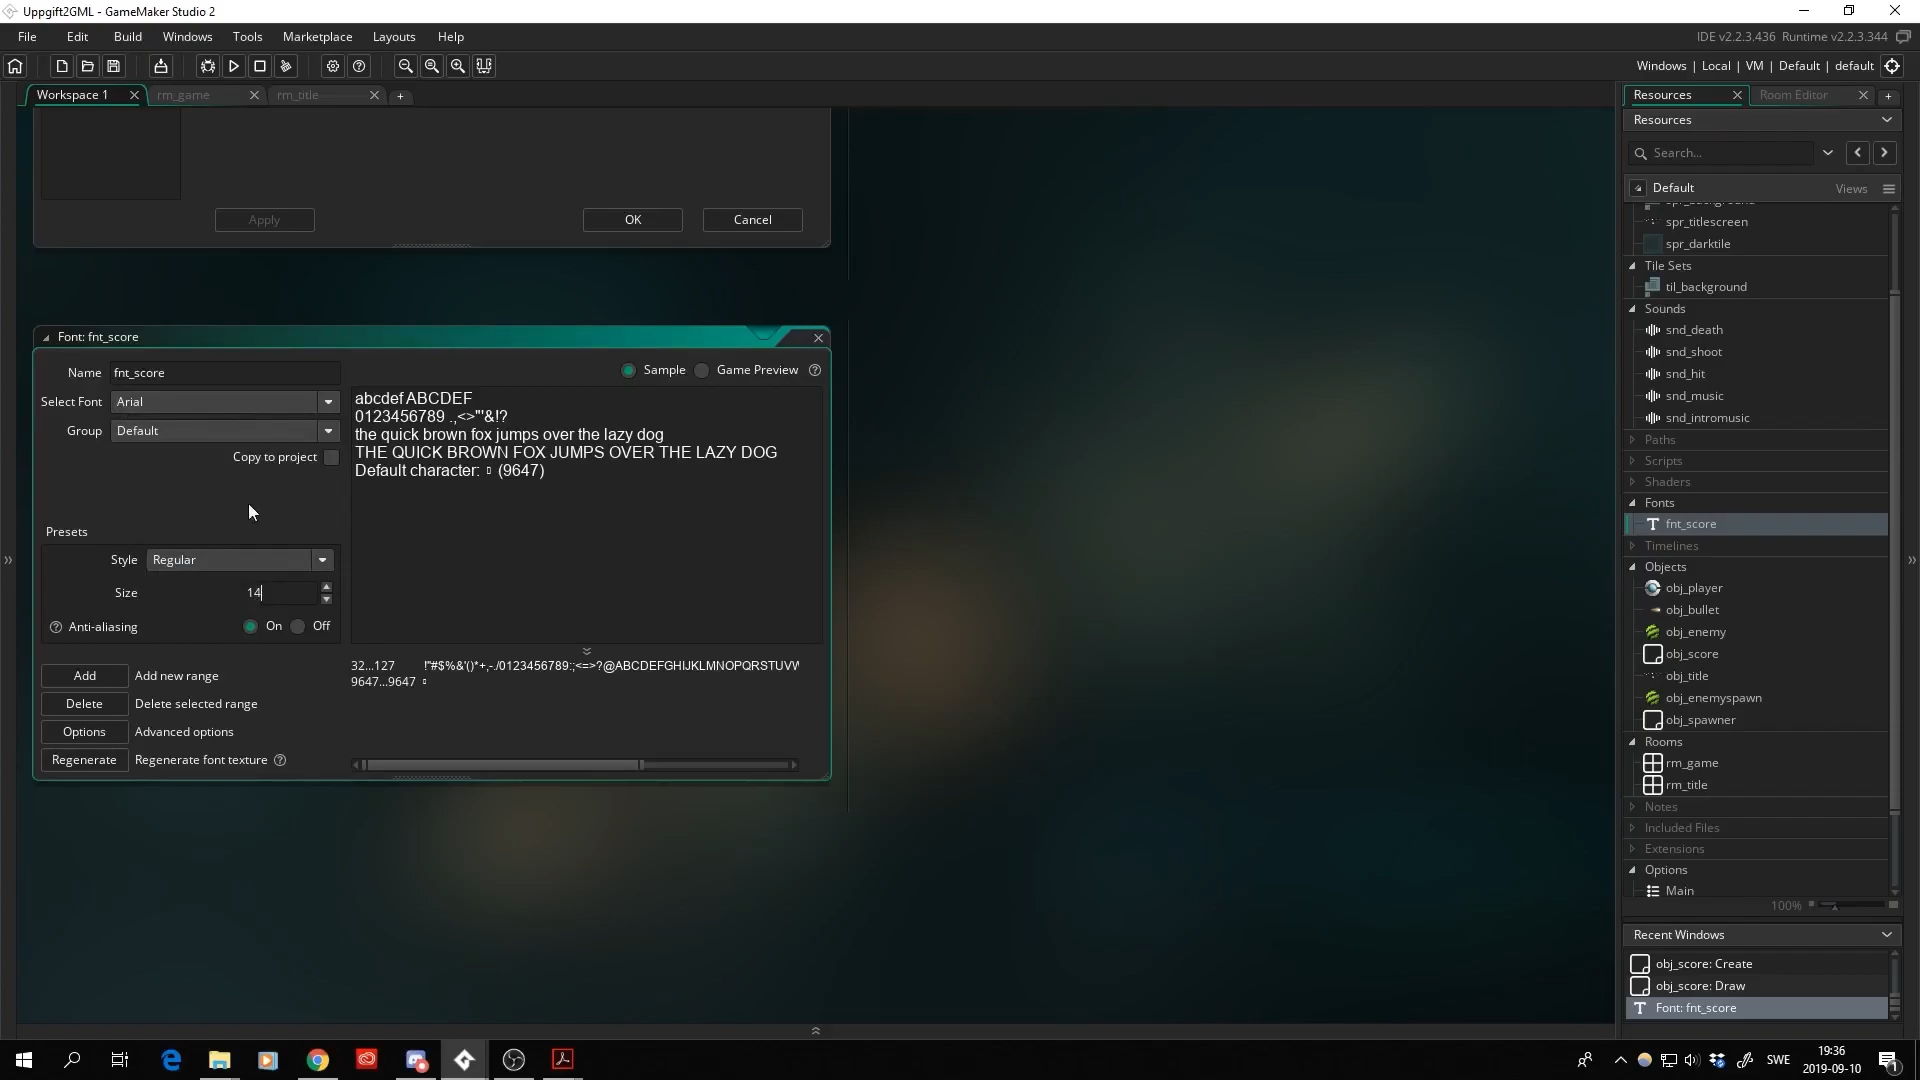 Uppgift2GML - GameMaker Studio 2
File Edit Build Windows Tools Marketplace Layouts Help
IDE v2.2.3.436 Runtime v2.2.3.344
Windows | Local | VM | Default | default
Workspace 1 rm_game rm_title
Resources Room Editor
Resources
Search...
Default Views
spr_background
spr_titlescreen
spr_darktile
Tile Sets
til_background
Sounds
snd_death
snd_shoot
snd_hit
snd_music
snd_intromusic
Paths
Scripts
Shaders
Fonts
fnt_score
Timelines
Objects
obj_player
obj_bullet
obj_enemy
obj_score
obj_title
obj_enemyspawn
obj_spawner
Rooms
rm_game
rm_title
Notes
Included Files
Extensions
Options
Main
100%
Recent Windows
obj_score: Create
obj_score: Draw
Font: fnt_score
Apply OK Cancel
Font: fnt_score
Name fnt_score
Sample Game Preview
Select Font Arial
Group Default
Copy to project
Presets
Style Regular
Size 14
Anti-aliasing On Off
Add Add new range
Delete Delete selected range
Options Advanced options
Regenerate Regenerate font texture
abcdef ABCDEF
0123456789 .,<>"'&!?
the quick brown fox jumps over the lazy dog
THE QUICK BROWN FOX JUMPS OVER THE LAZY DOG
Default character: ▯ (9647)
32...127 !"#$%&'()*+,-./0123456789:;<=>?@ABCDEFGHIJKLMNOPQRSTUVW
9647...9647 ▯
SWE
19:36
2019-09-10
1